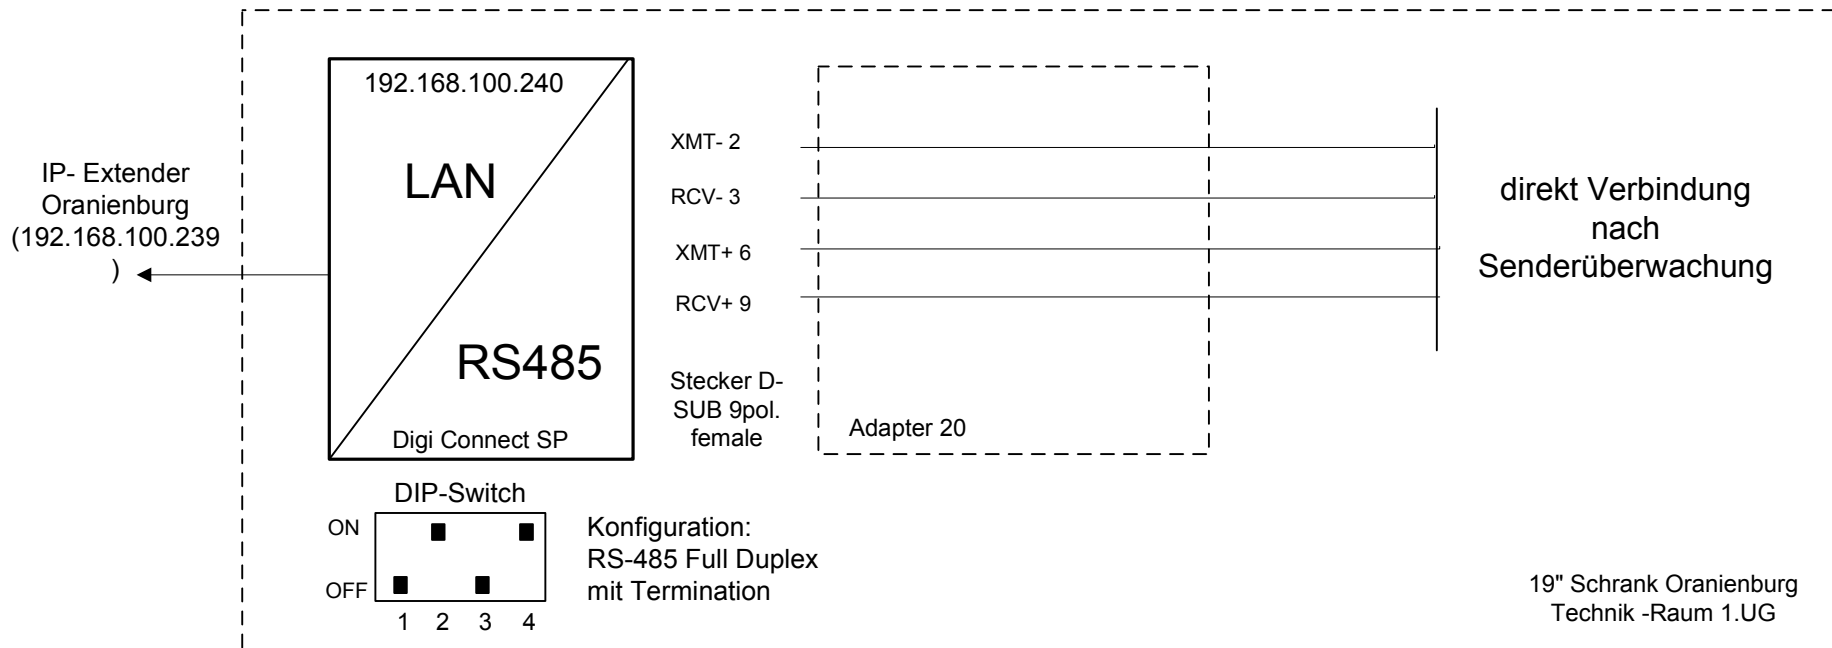 IP- Extender
Oranienburg
(192.168.100.239
)
192.168.100.240
LAN
RS485
Digi Connect SP
XMT- 2
RCV- 3
XMT+ 6
RCV+ 9
Stecker D-
SUB 9pol.
female
Adapter 20
direkt Verbindung
nach
Senderüberwachung
DIP-Switch
ON
OFF
1 2 3 4
Konfiguration:
RS-485 Full Duplex
mit Termination
19" Schrank Oranienburg
Technik -Raum 1.UG